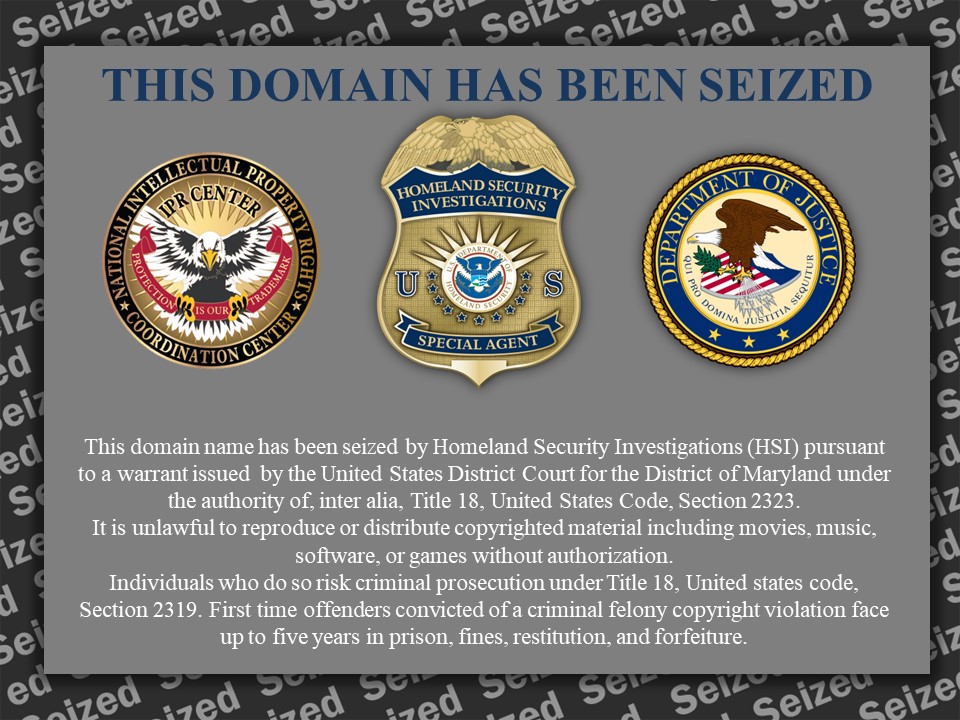 THIS DOMAIN HAS BEEN SEIZED
NATIONAL INTELLECTUAL PROPERTY RIGHTS
IPR CENTER
PROTECTION IS OUR TRADEMARK
COORDINATION CENTER
HOMELAND SECURITY
INVESTIGATIONS
U.S. DEPARTMENT OF
HOMELAND SECURITY
U S
SPECIAL AGENT
DEPARTMENT OF JUSTICE
QUI PRO DOMINA JUSTITIA SEQUITUR
This domain name has been seized by Homeland Security Investigations (HSI) pursuant
to a warrant issued by the United States District Court for the District of Maryland under
the authority of, inter alia, Title 18, United States Code, Section 2323.
It is unlawful to reproduce or distribute copyrighted material including movies, music,
software, or games without authorization.
Individuals who do so risk criminal prosecution under Title 18, United states code,
Section 2319. First time offenders convicted of a criminal felony copyright violation face
up to five years in prison, fines, restitution, and forfeiture.
Seized Seized Seized Seized Seized Seized